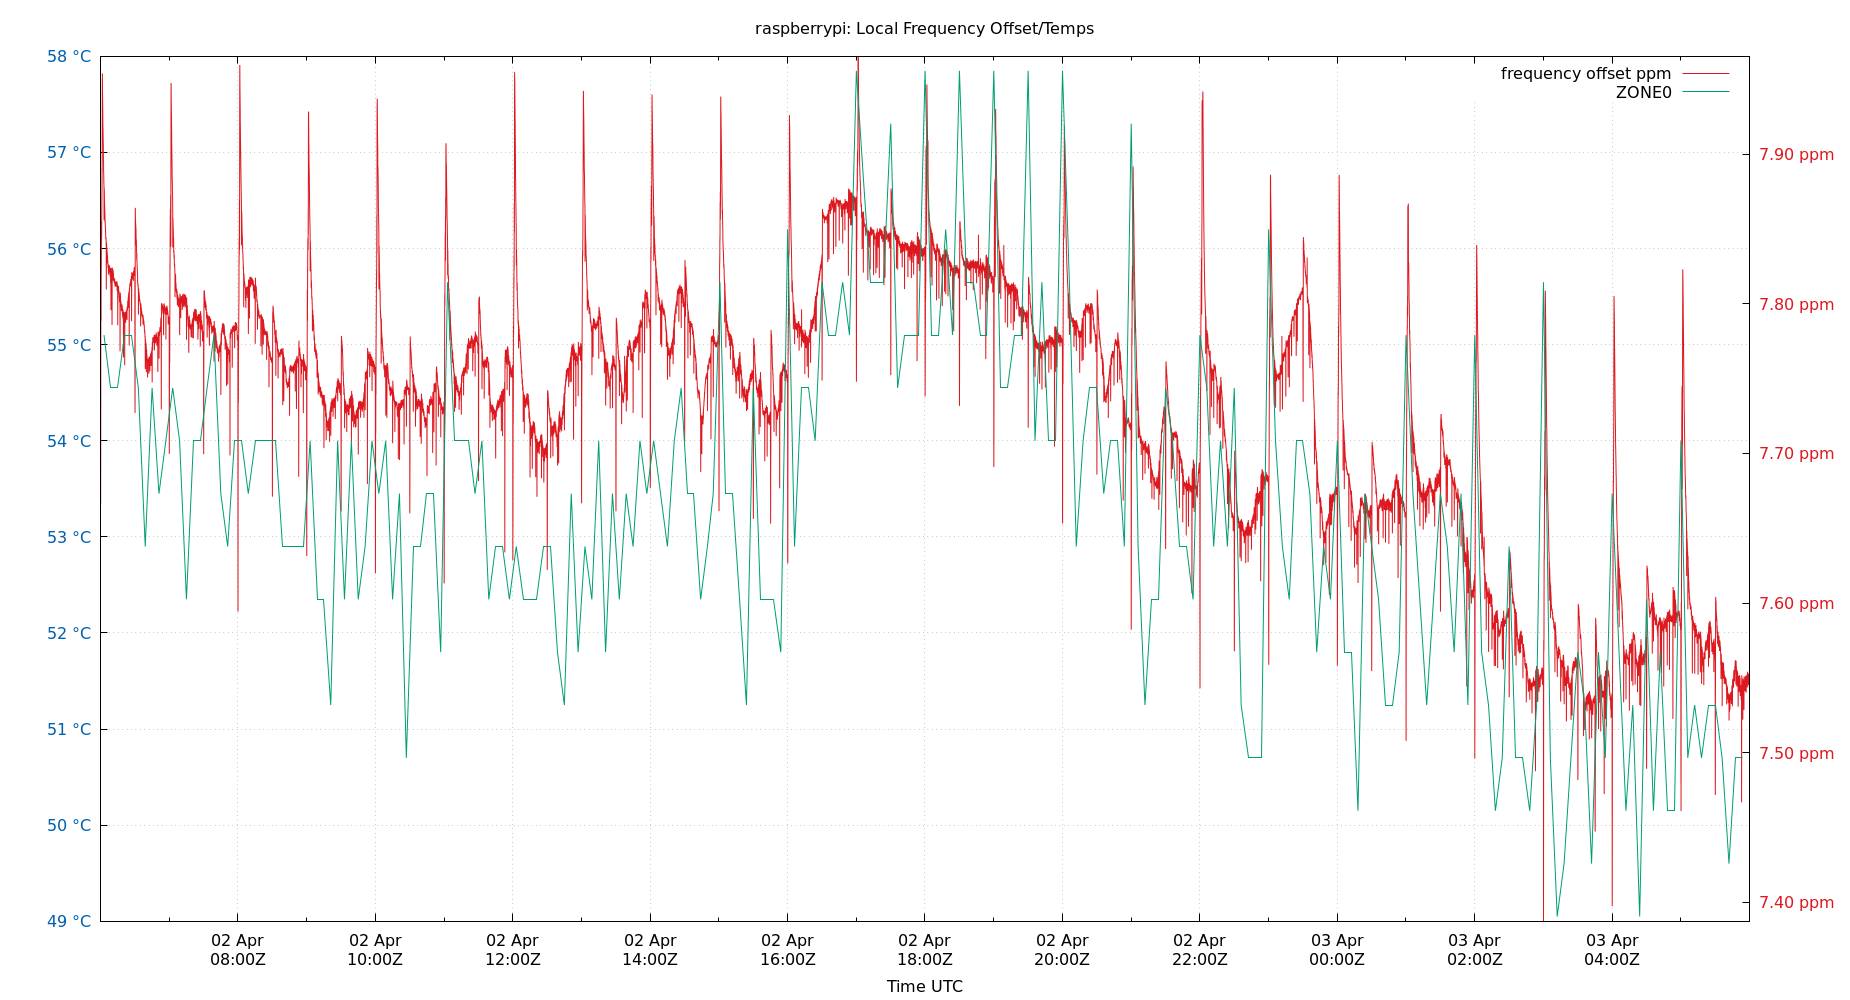 raspberrypi: Local Frequency Offset/Temps
frequency offset ppm
ZONE0
58 °C
57 °C
56 °C
55 °C
54 °C
53 °C
52 °C
51 °C
50 °C
49 °C
7.90 ppm
7.80 ppm
7.70 ppm
7.60 ppm
7.50 ppm
7.40 ppm
02 Apr 02 Apr 02 Apr 02 Apr 02 Apr 02 Apr 02 Apr 02 Apr 03 Apr 03 Apr 03 Apr
08:00Z 10:00Z 12:00Z 14:00Z 16:00Z 18:00Z 20:00Z 22:00Z 00:00Z 02:00Z 04:00Z
Time UTC